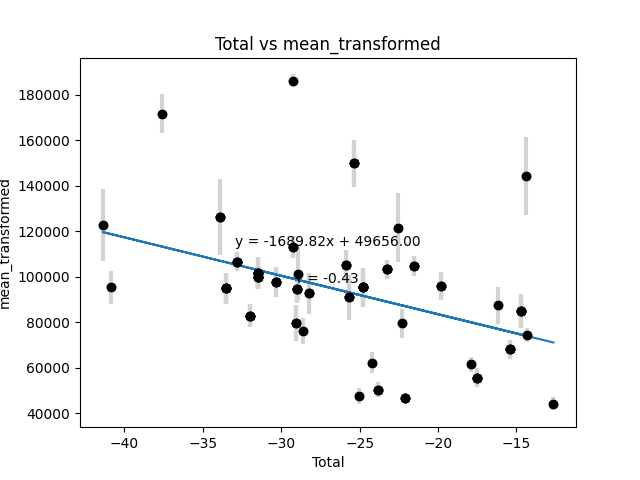 Total vs mean_transformed
mean_transformed
180000
160000
140000
120000
100000
80000
60000
40000
y = -1689.82x + 49656.00
r = -0.43
−40
−35
−30
−25
−20
−15
Total